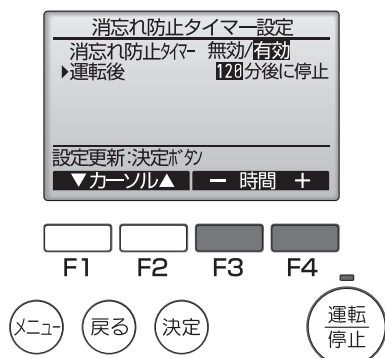 消忘れ防止タイマー設定
消忘れ防止ﾀｲﾏｰ 無効/有効
▶運転後 120分後に停止
設定更新:決定ﾎﾞﾀﾝ
▼カーソル▲ － 時間 ＋
F1 F2 F3 F4
メニュー 戻る 決定 運転
停止